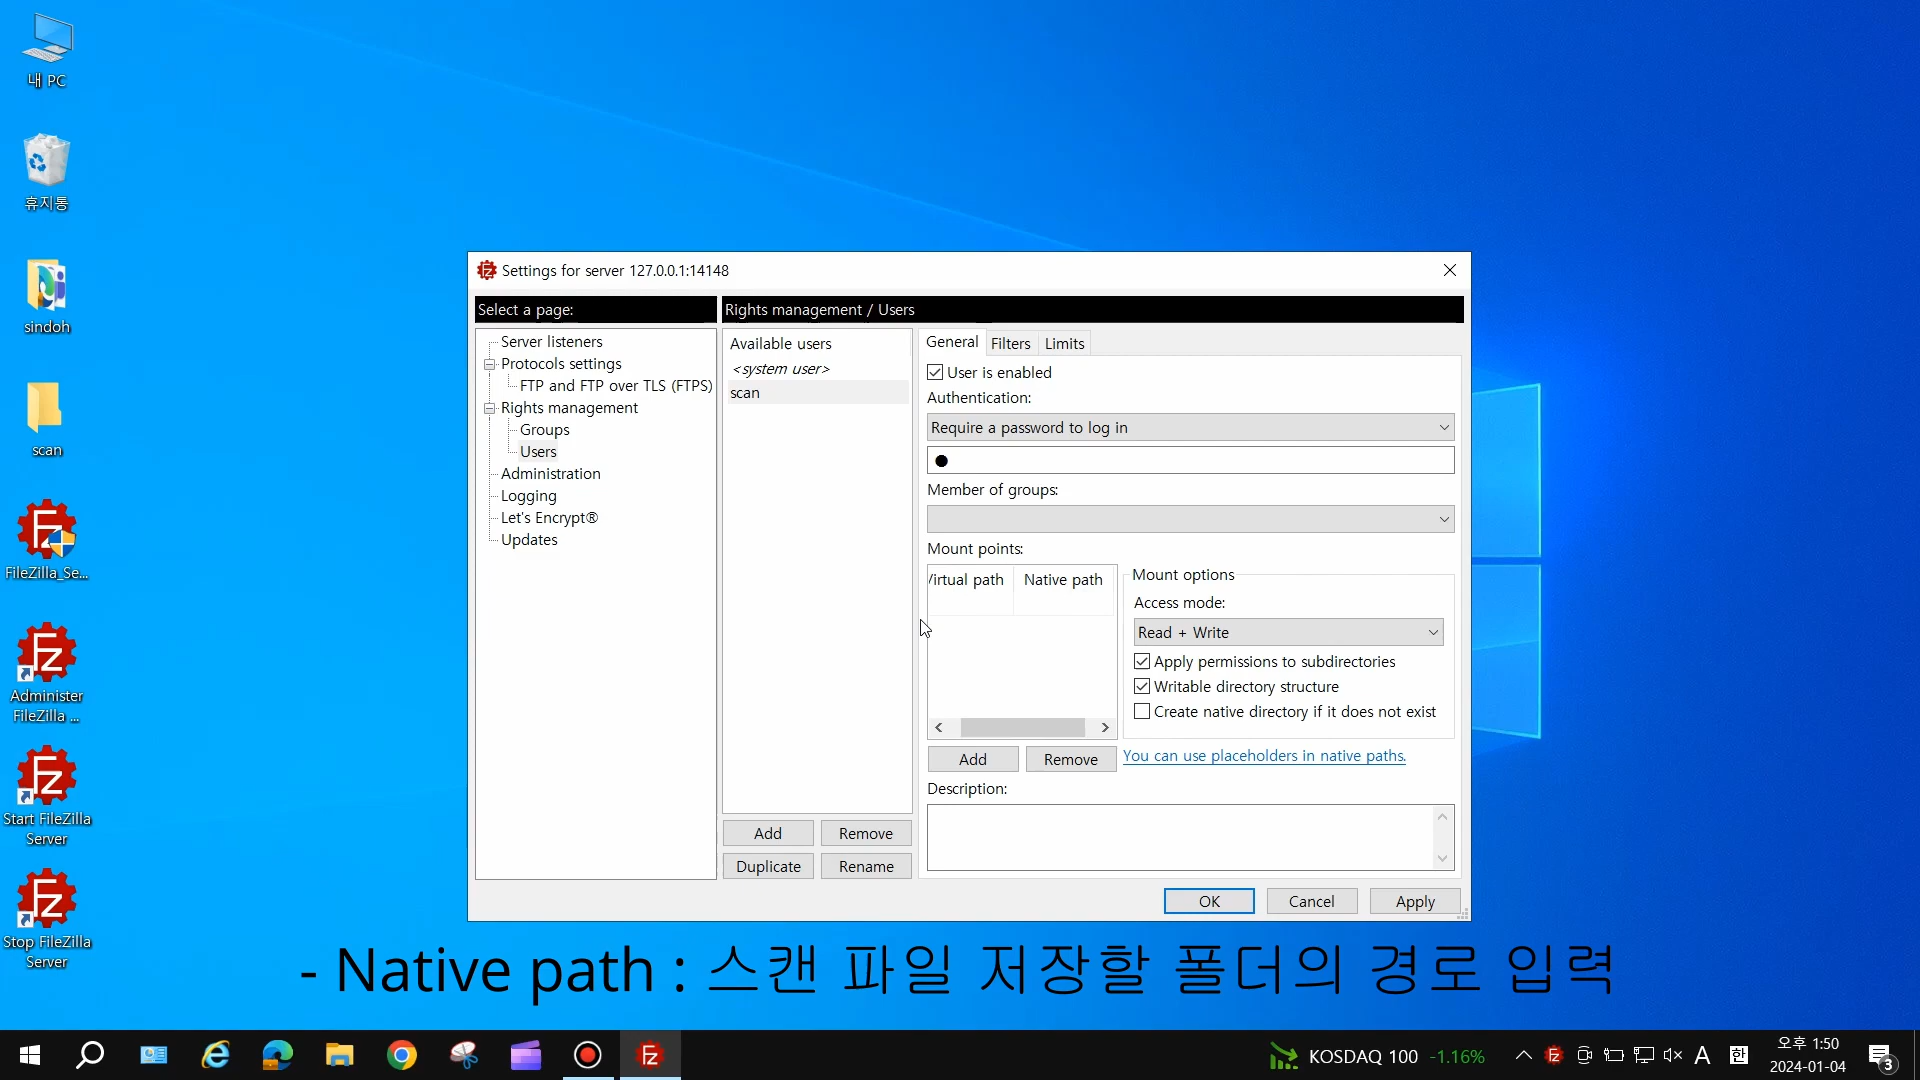 내 PC
휴지통
sindoh
scan
FileZilla_Se...
Administer
FileZilla ...
Start FileZilla
Server
Stop FileZilla
Server
Settings for server 127.0.0.1:14148
Select a page:
Server listeners
Protocols settings
FTP and FTP over TLS (FTPS)
Rights management
Groups
Users
Administration
Logging
Let's Encrypt®
Updates
Rights management / Users
Available users
<system user>
scan
Add Remove
Duplicate Rename
General Filters Limits
User is enabled
Authentication:
Require a password to log in
Member of groups:
Mount points:
Virtual path Native path
Add Remove
Mount options
Access mode:
Read + Write
Apply permissions to subdirectories
Writable directory structure
Create native directory if it does not exist
You can use placeholders in native paths.
Description:
OK Cancel Apply
- Native path : 스캔 파일 저장할 폴더의 경로 입력
KOSDAQ 100 -1.16%
A 한
오후 1:50
2024-01-04
3